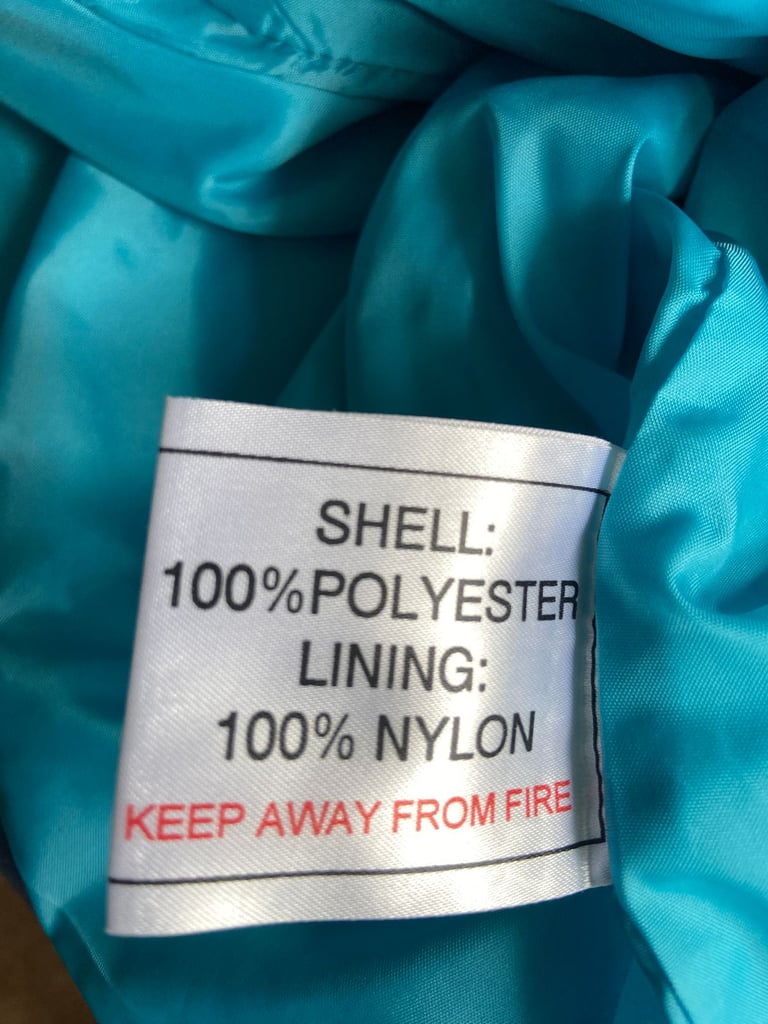 SHELL:
100%POLYESTER
LINING:
100% NYLON
KEEP AWAY FROM FIRE